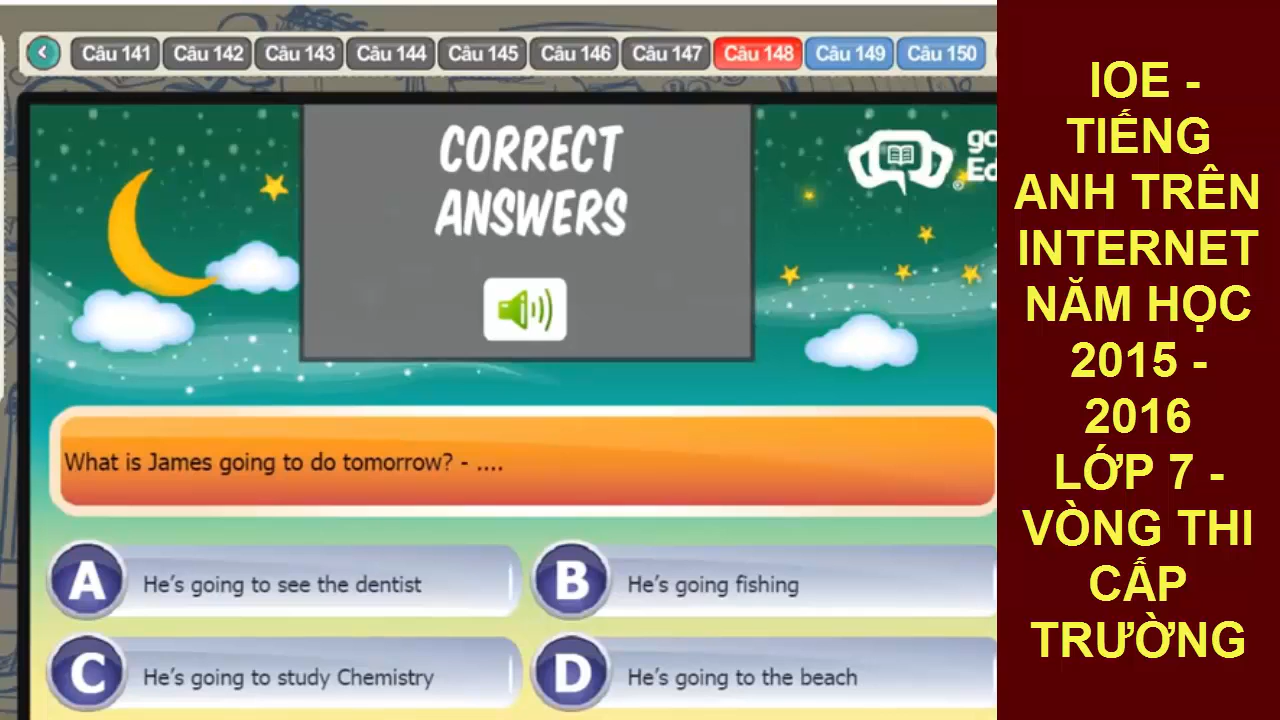 Câu 141 Câu 142 Câu 143 Câu 144 Câu 145 Câu 146 Câu 147 Câu 148 Câu 149 Câu 150
CORRECT
ANSWERS
What is James going to do tomorrow? - ....
A He's going to see the dentist
B He's going fishing
C He's going to study Chemistry
D He's going to the beach
IOE -
TIẾNG
ANH TRÊN
INTERNET
NĂM HỌC
2015 -
2016
LỚP 7 -
VÒNG THI
CẤP
TRƯỜNG